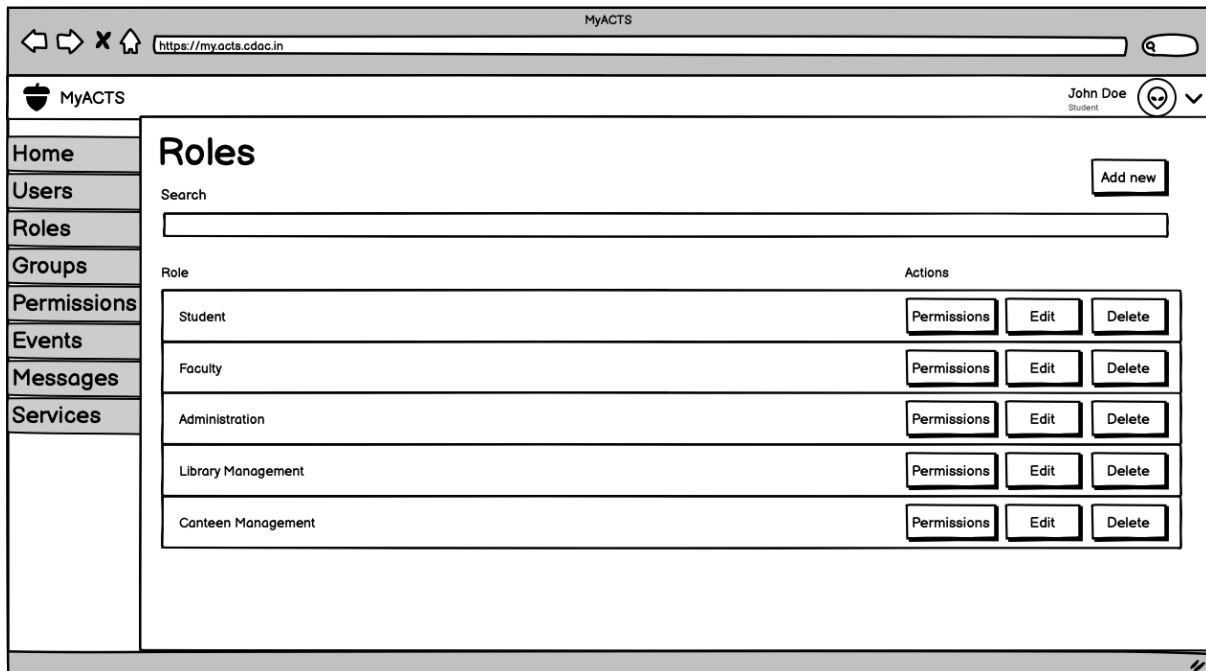 MyACTS
https://my.acts.cdac.in
MyACTS
John Doe
Student
Home
Users
Roles
Groups
Permissions
Events
Messages
Services
Roles
Add new
Search
Role Actions
Student Permissions Edit Delete
Faculty Permissions Edit Delete
Administration Permissions Edit Delete
Library Management Permissions Edit Delete
Canteen Management Permissions Edit Delete